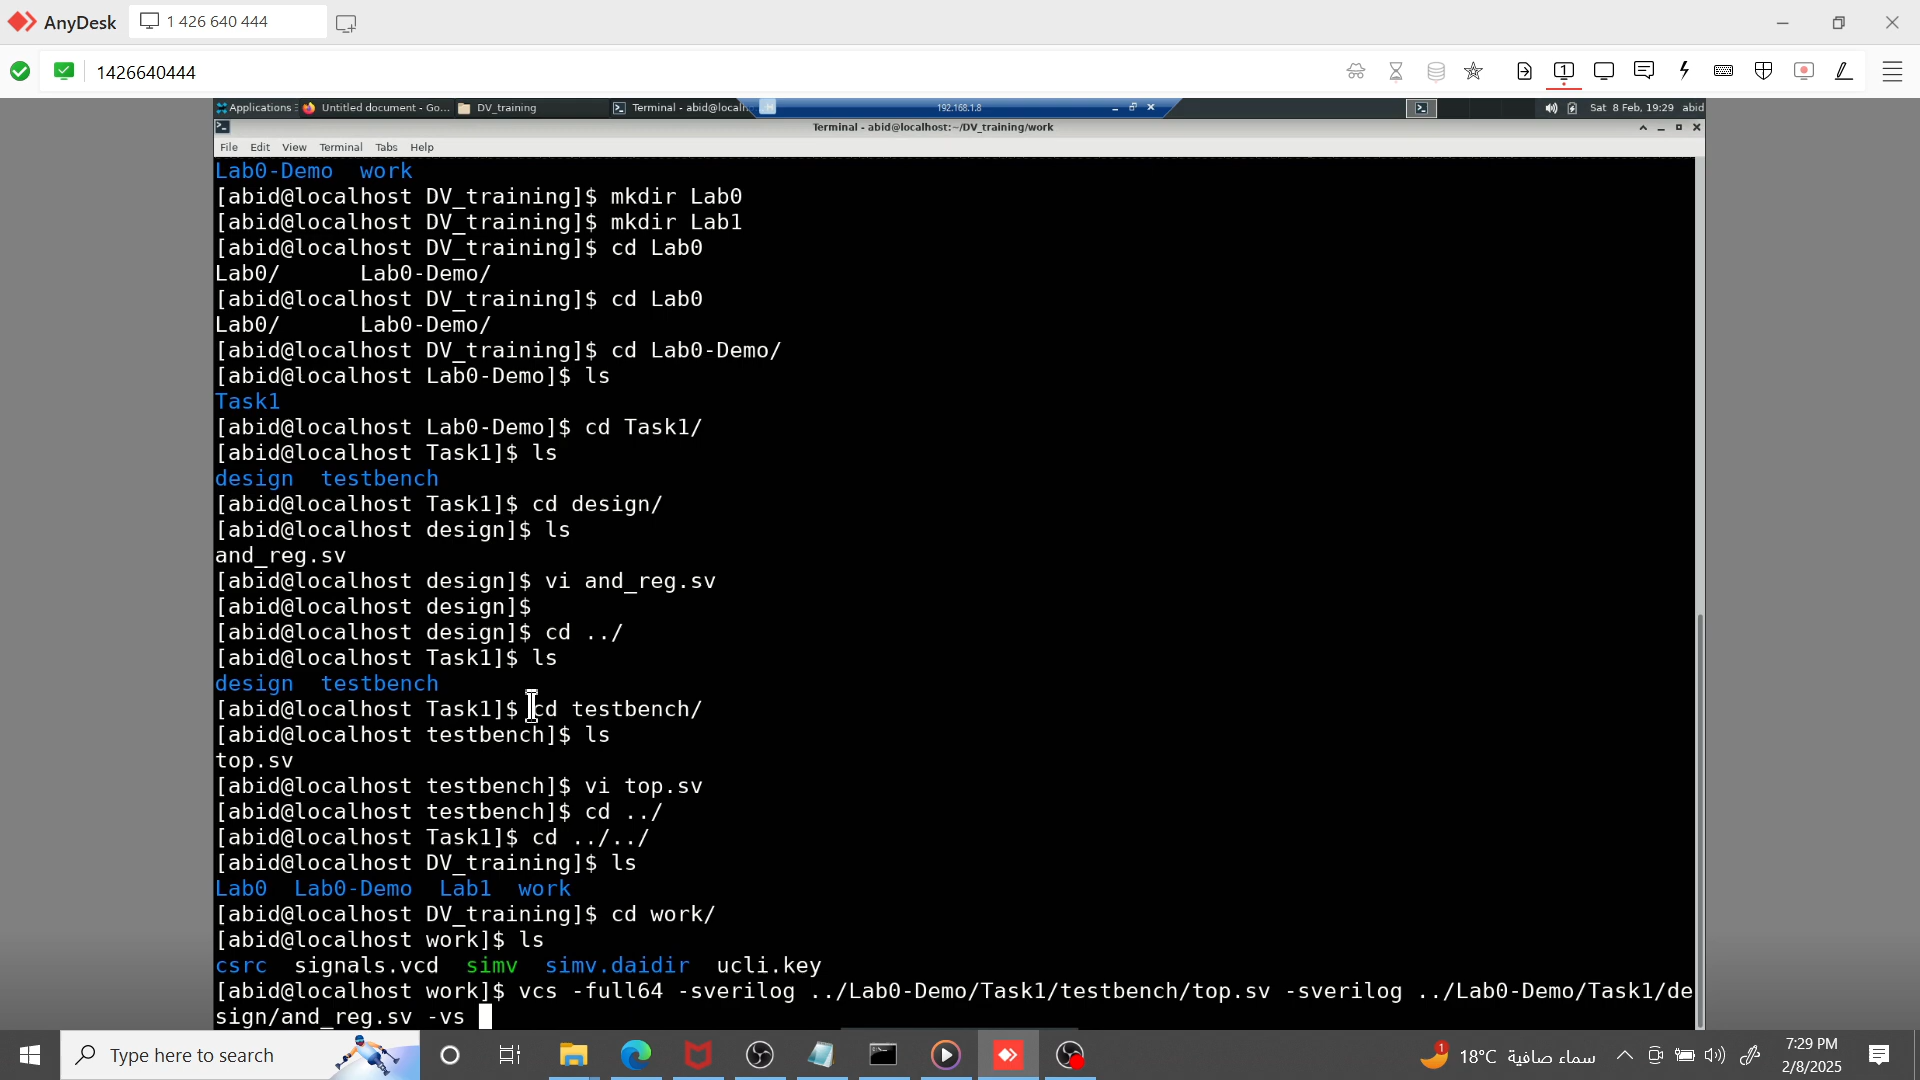 AnyDesk
1 426 640 444
1426640444
Applications
Untitled document - Go...
DV_training
Terminal - abid@localh...
192.168.1.8
Sat 8 Feb, 19:29
abid
Terminal - abid@localhost:~/DV_training/work
File Edit View Terminal Tabs Help
Lab0-Demo work
[abid@localhost DV_training]$ mkdir Lab0
[abid@localhost DV_training]$ mkdir Lab1
[abid@localhost DV_training]$ cd Lab0
Lab0/ Lab0-Demo/
[abid@localhost DV_training]$ cd Lab0
Lab0/ Lab0-Demo/
[abid@localhost DV_training]$ cd Lab0-Demo/
[abid@localhost Lab0-Demo]$ ls
Task1
[abid@localhost Lab0-Demo]$ cd Task1/
[abid@localhost Task1]$ ls
design testbench
[abid@localhost Task1]$ cd design/
[abid@localhost design]$ ls
and_reg.sv
[abid@localhost design]$ vi and_reg.sv
[abid@localhost design]$
[abid@localhost design]$ cd ../
[abid@localhost Task1]$ ls
design testbench
[abid@localhost Task1]$ cd testbench/
[abid@localhost testbench]$ ls
top.sv
[abid@localhost testbench]$ vi top.sv
[abid@localhost testbench]$ cd ../
[abid@localhost Task1]$ cd ../../
[abid@localhost DV_training]$ ls
Lab0 Lab0-Demo Lab1 work
[abid@localhost DV_training]$ cd work/
[abid@localhost work]$ ls
csrc signals.vcd simv simv.daidir ucli.key
[abid@localhost work]$ vcs -full64 -sverilog ../Lab0-Demo/Task1/testbench/top.sv -sverilog ../Lab0-Demo/Task1/de
sign/and_reg.sv -vs
Type here to search
1
18°C سماء صافية
7:29 PM
2/8/2025